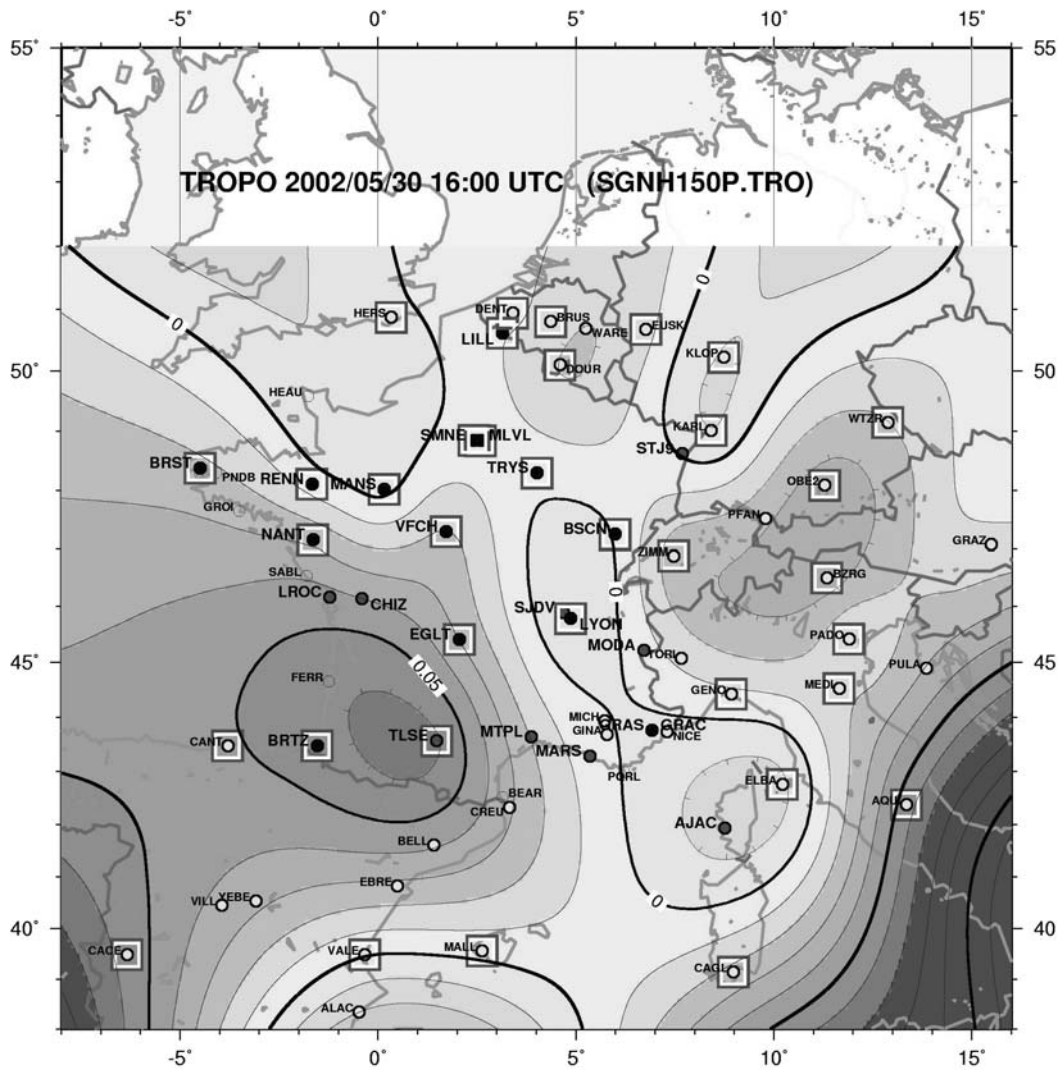 -5° 0° 5° 10° 15°
55° 55°
TROPO 2002/05/30 16:00 UTC (SGNH150P.TRO)
0
0
HERS
DENT
BRUS
LILL
WARE
EUSK
DOUR
KLOP
50° 50°
HEAU
KARL
WTZR
SMNE
MLVL
STJ9
BRST
PNDB
RENN
MANS
TRYS
OBE2
GROI
PFAN
NANT
VFCH
BSCN
ZIMM
GRAZ
SABL
BZRG
LROC
CHIZ
0
SJDV
LYON
EGLT
MODA
TORI
PADO
45° 45°
PULA
FERR
0.05
GENO
MEDI
MICH
GINA
GRAS
GRAC
NICE
CANT
BRTZ
TLSE
MTPL
MARS
PQRL
ELBA
BEAR
CREU
AQUI
AJAC
BELL
EBRE
VILL
YEBE
0
40° 40°
CACE
VALE
MALL
CAGL
ALAC
-5° 0° 5° 10° 15°